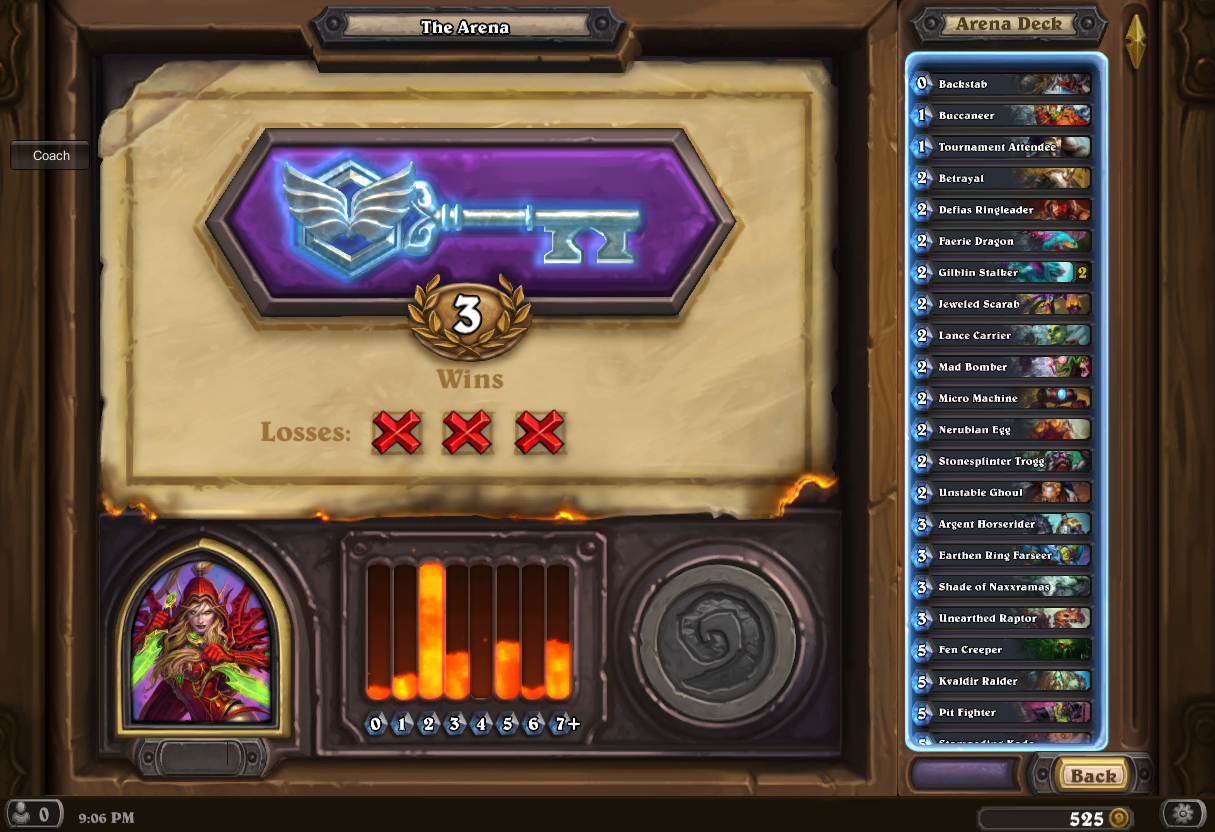 The Arena
Arena Deck
Coach
3
Wins
Losses:
0 1 2 3 4 5 6 7+
0 Backstab
1 Buccaneer
1 Tournament Attendee
2 Betrayal
2 Defias Ringleader
2 Faerie Dragon
2 Gilblin Stalker 2
2 Jeweled Scarab
2 Lance Carrier
2 Mad Bomber
2 Micro Machine
2 Nerubian Egg
2 Stonesplinter Trogg
2 Unstable Ghoul
3 Argent Horserider
3 Earthen Ring Farseer
3 Shade of Naxxramas
3 Unearthed Raptor
5 Fen Creeper
5 Kvaldir Raider
5 Pit Fighter
Back
0
9:06 PM
525